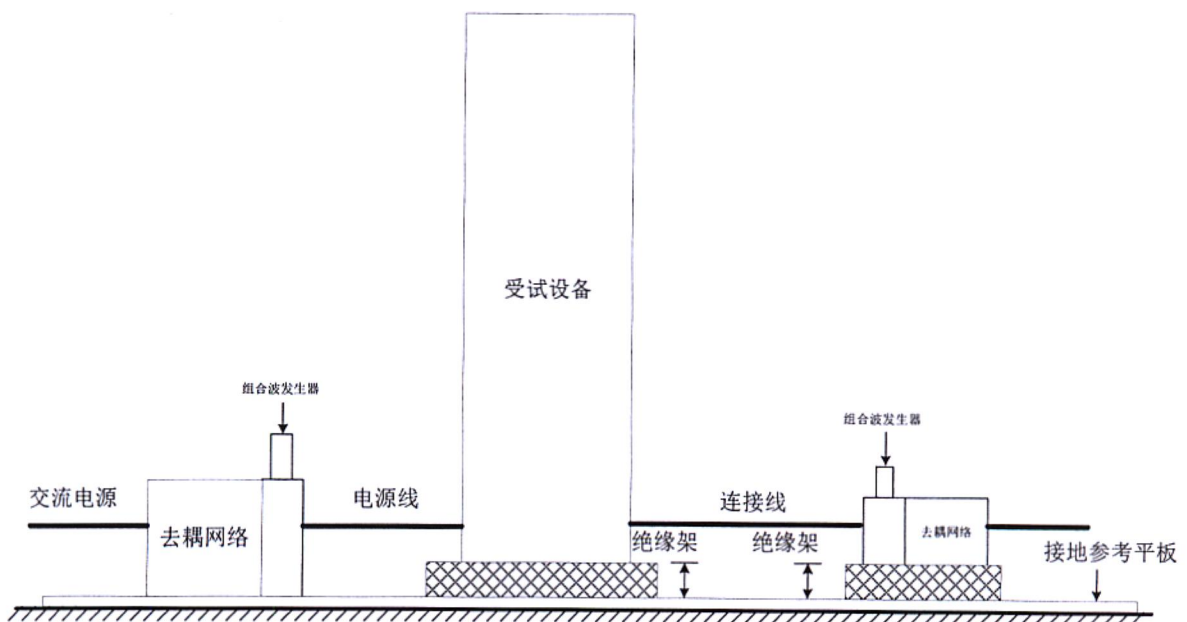 受试设备
组合波发生器
组合波发生器
交流电源
电源线
连接线
去耦网络
去耦网络
绝缘架
绝缘架
接地参考平板